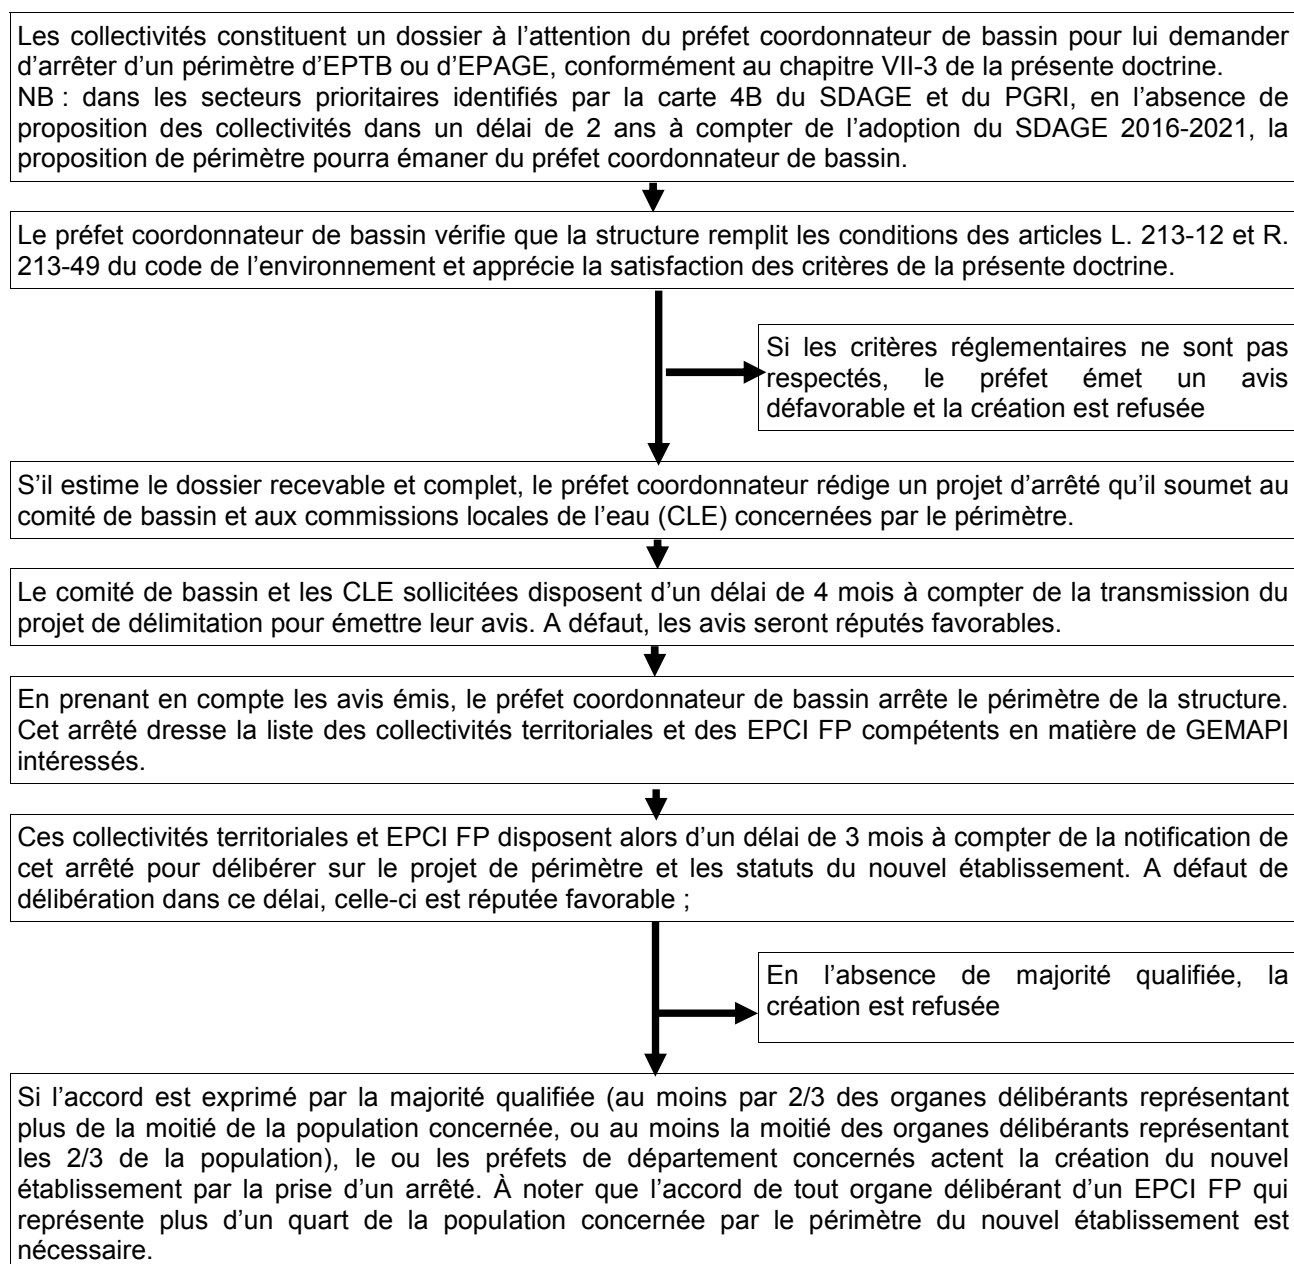 Les collectivités constituent un dossier à l'attention du préfet coordonnateur de bassin pour lui demander
d'arrêter d'un périmètre d'EPTB ou d'EPAGE, conformément au chapitre VII-3 de la présente doctrine.
NB : dans les secteurs prioritaires identifiés par la carte 4B du SDAGE et du PGRI, en l'absence de
proposition des collectivités dans un délai de 2 ans à compter de l'adoption du SDAGE 2016-2021, la
proposition de périmètre pourra émaner du préfet coordonnateur de bassin.
Le préfet coordonnateur de bassin vérifie que la structure remplit les conditions des articles L. 213-12 et R.
213-49 du code de l'environnement et apprécie la satisfaction des critères de la présente doctrine.
Si les critères réglementaires ne sont pas
respectés, le préfet émet un avis
défavorable et la création est refusée
S'il estime le dossier recevable et complet, le préfet coordonnateur rédige un projet d'arrêté qu'il soumet au
comité de bassin et aux commissions locales de l'eau (CLE) concernées par le périmètre.
Le comité de bassin et les CLE sollicitées disposent d'un délai de 4 mois à compter de la transmission du
projet de délimitation pour émettre leur avis. A défaut, les avis seront réputés favorables.
En prenant en compte les avis émis, le préfet coordonnateur de bassin arrête le périmètre de la structure.
Cet arrêté dresse la liste des collectivités territoriales et des EPCI FP compétents en matière de GEMAPI
intéressés.
Ces collectivités territoriales et EPCI FP disposent alors d'un délai de 3 mois à compter de la notification de
cet arrêté pour délibérer sur le projet de périmètre et les statuts du nouvel établissement. A défaut de
délibération dans ce délai, celle-ci est réputée favorable ;
En l'absence de majorité qualifiée, la
création est refusée
Si l'accord est exprimé par la majorité qualifiée (au moins par 2/3 des organes délibérants représentant
plus de la moitié de la population concernée, ou au moins la moitié des organes délibérants représentant
les 2/3 de la population), le ou les préfets de département concernés actent la création du nouvel
établissement par la prise d'un arrêté. À noter que l'accord de tout organe délibérant d'un EPCI FP qui
représente plus d'un quart de la population concernée par le périmètre du nouvel établissement est
nécessaire.